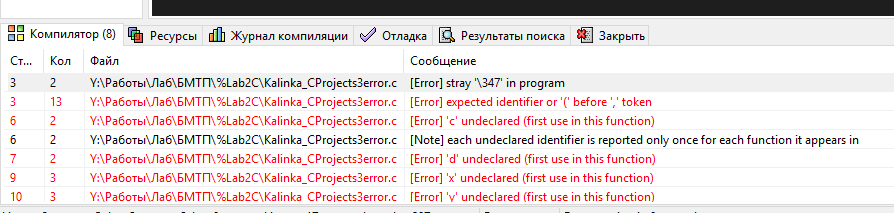 Компилятор (8) Ресурсы Журнал компиляции Отладка Результаты поиска Закрыть
Ст... Кол Файл Сообщение
3 2 Y:\Работы\Лаб\БМТП\%Lab2C\Kalinka_CProjects3error.c [Error] stray '\347' in program
3 13 Y:\Работы\Лаб\БМТП\%Lab2C\Kalinka_CProjects3error.c [Error] expected identifier or '(' before ',' token
6 2 Y:\Работы\Лаб\БМТП\%Lab2C\Kalinka_CProjects3error.c [Error] 'c' undeclared (first use in this function)
6 2 Y:\Работы\Лаб\БМТП\%Lab2C\Kalinka_CProjects3error.c [Note] each undeclared identifier is reported only once for each function it appears in
7 2 Y:\Работы\Лаб\БМТП\%Lab2C\Kalinka_CProjects3error.c [Error] 'd' undeclared (first use in this function)
9 3 Y:\Работы\Лаб\БМТП\%Lab2C\Kalinka_CProjects3error.c [Error] 'x' undeclared (first use in this function)
10 3 Y:\Работы\Лаб\БМТП\%Lab2C\Kalinka_CProjects3error.c [Error] 'y' undeclared (first use in this function)